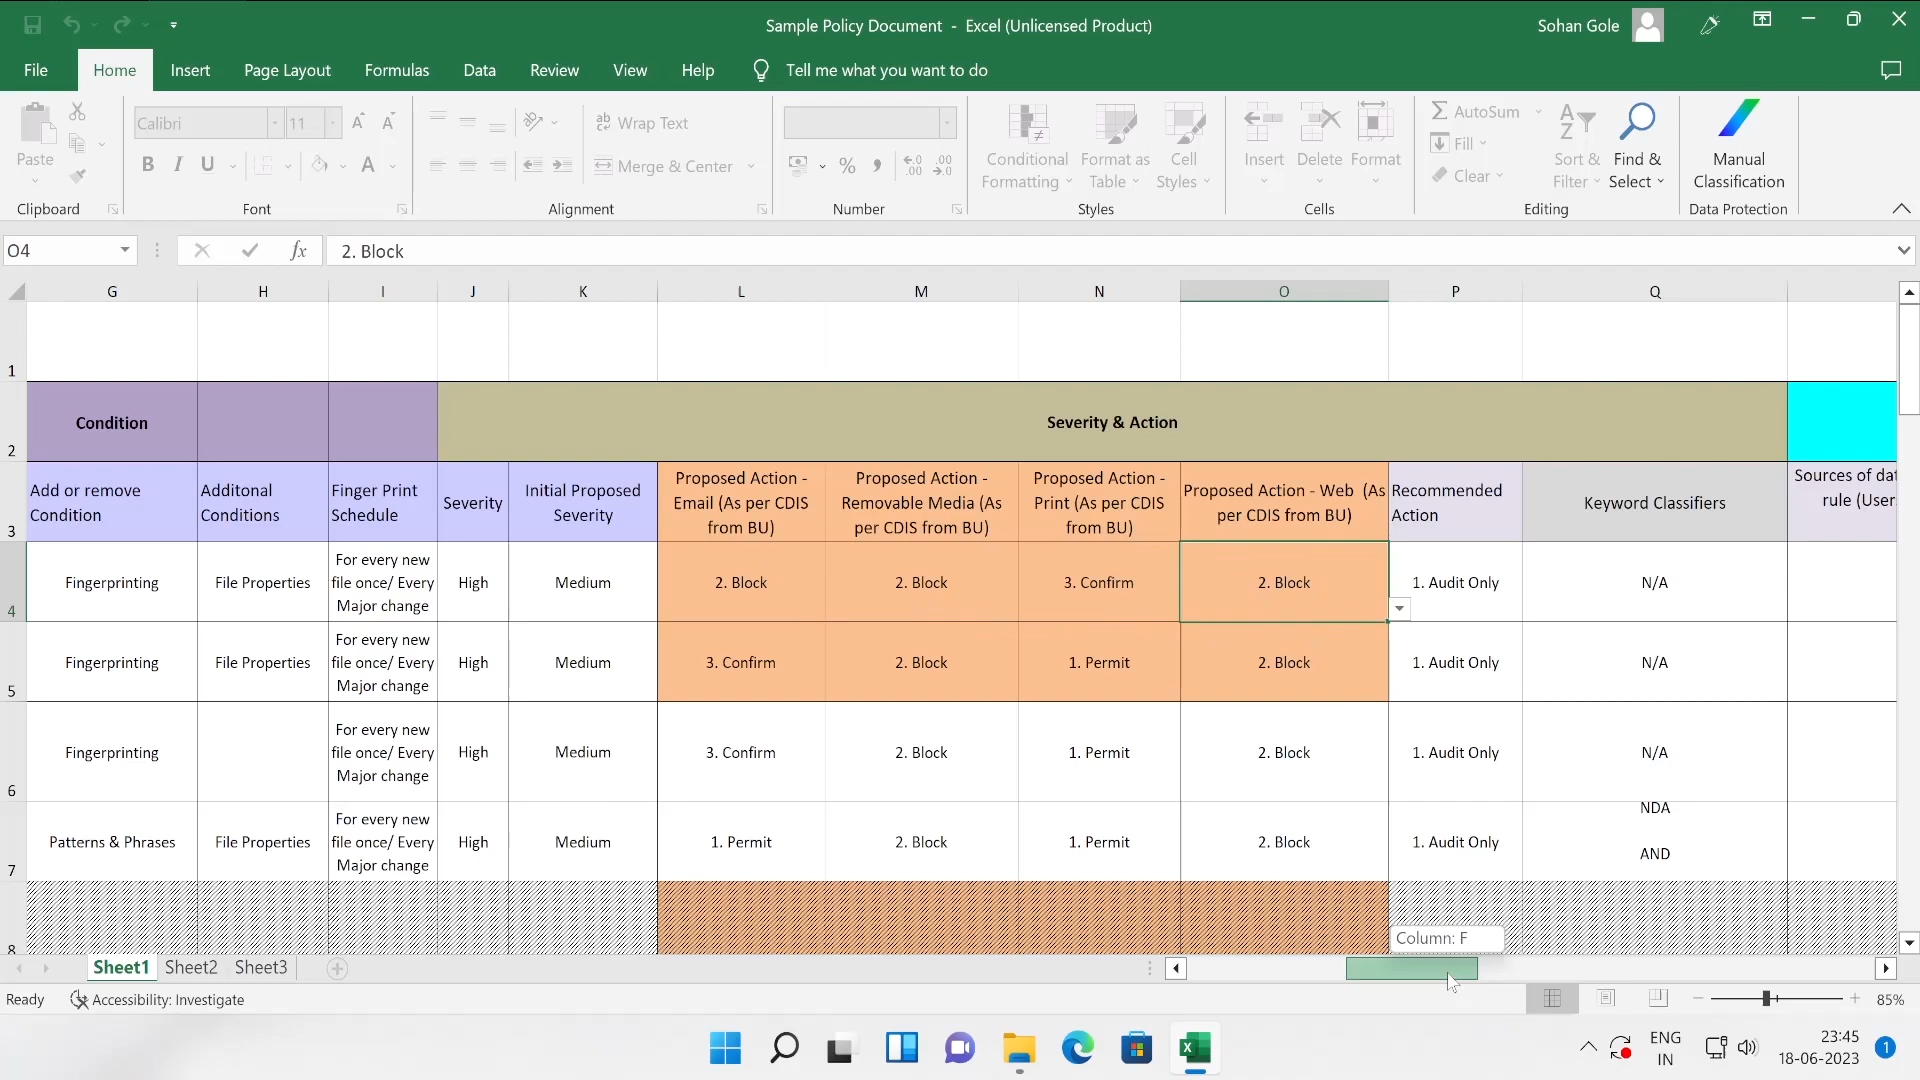 Sample Policy Document - Excel (Unlicensed Product)
Sohan Gole
File
Home
Insert
Page Layout
Formulas
Data
Review
View
Help
Tell me what you want to do
Paste
Calibri
11
Wrap Text
Merge & Center
Conditional
Formatting
Format as
Table
Cell
Styles
Insert
Delete
Format
AutoSum
Fill
Clear
Sort &
Filter
Find &
Select
Manual
Classification
Clipboard
Font
Alignment
Number
Styles
Cells
Editing
Data Protection
O4
fx
2. Block
G H I J K L M N O P Q
1
2
Condition
Severity & Action
3
Add or remove
Condition
Additonal
Conditions
Finger Print
Schedule
Severity
Initial Proposed
Severity
Proposed Action -
Email (As per CDIS
from BU)
Proposed Action -
Removable Media (As
per CDIS from BU)
Proposed Action -
Print (As per CDIS
from BU)
Proposed Action - Web (As
per CDIS from BU)
Recommended
Action
Keyword Classifiers
Sources of dat
rule (User
4
Fingerprinting
File Properties
For every new
file once/ Every
Major change
High
Medium
2. Block
2. Block
3. Confirm
2. Block
1. Audit Only
N/A
5
Fingerprinting
File Properties
For every new
file once/ Every
Major change
High
Medium
3. Confirm
2. Block
1. Permit
2. Block
1. Audit Only
N/A
6
Fingerprinting
For every new
file once/ Every
Major change
High
Medium
3. Confirm
2. Block
1. Permit
2. Block
1. Audit Only
N/A
7
Patterns & Phrases
File Properties
For every new
file once/ Every
Major change
High
Medium
1. Permit
2. Block
1. Permit
2. Block
1. Audit Only
NDA
AND
8
Column: F
Sheet1
Sheet2
Sheet3
Ready
Accessibility: Investigate
85%
ENG
IN
23:45
18-06-2023
1